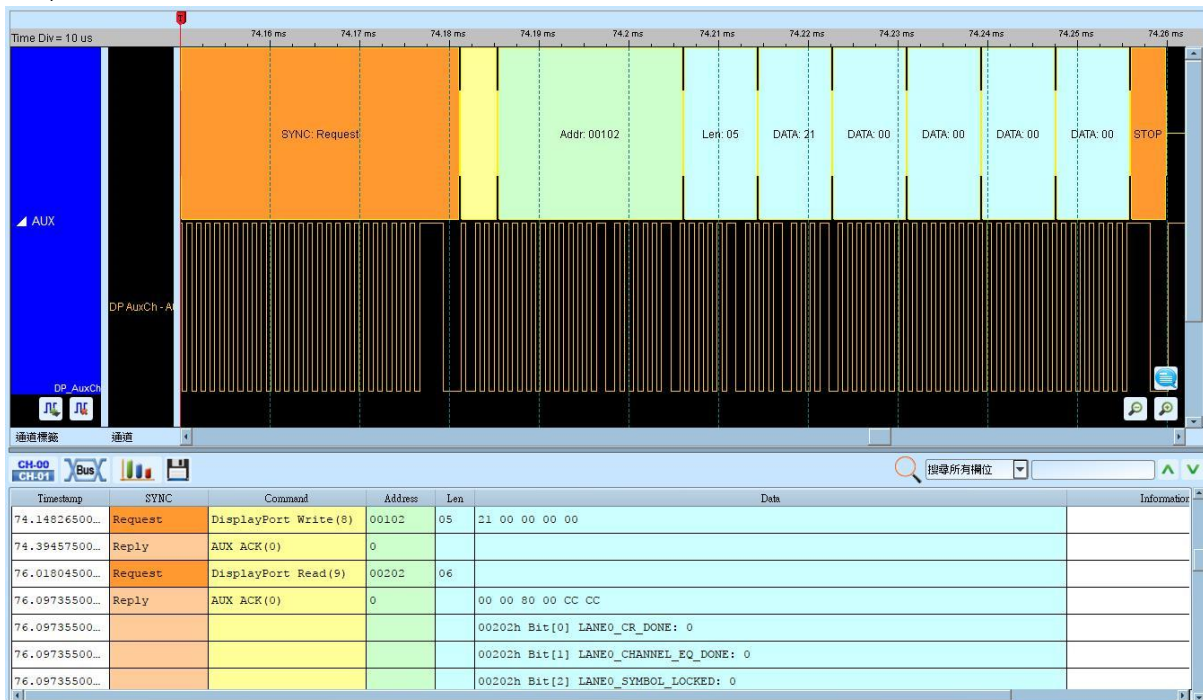 Time Div = 10 us
74.16 ms 74.17 ms 74.18 ms 74.19 ms 74.2 ms 74.21 ms 74.22 ms 74.23 ms 74.24 ms 74.25 ms 74.26 ms
SYNC: Request Addr: 00102 Len: 05 DATA: 21 DATA: 00 DATA: 00 DATA: 00 DATA: 00 STOP
AUX
DP AuxCh - A
DP_AuxCh
通道標籤 通道
CH-00
CH-01
Bus
搜尋所有欄位
Timestamp SYNC Command Address Len Data Information
74.14826500... Request DisplayPort Write(8) 00102 05 21 00 00 00 00
74.39457500... Reply AUX ACK(0) 0
76.01804500... Request DisplayPort Read(9) 00202 06
76.09735500... Reply AUX ACK(0) 0 00 00 80 00 CC CC
76.09735500... 00202h Bit[0] LANE0_CR_DONE: 0
76.09735500... 00202h Bit[1] LANE0_CHANNEL_EQ_DONE: 0
76.09735500... 00202h Bit[2] LANE0_SYMBOL_LOCKED: 0